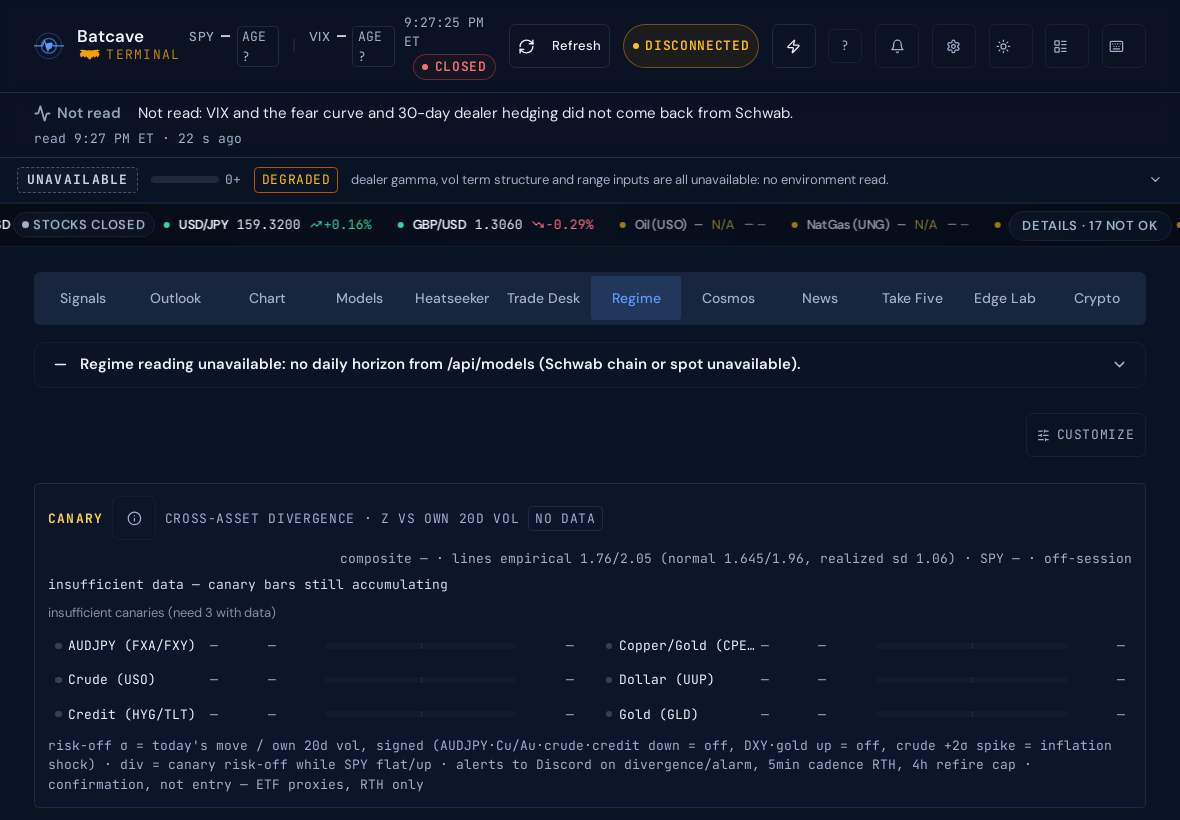 Batcave
TERMINAL
SPY — AGE ?
VIX — AGE ?
9:27:25 PM ET
CLOSED
Refresh
DISCONNECTED
?
Not read Not read: VIX and the fear curve and 30-day dealer hedging did not come back from Schwab.
read 9:27 PM ET · 22 s ago
UNAVAILABLE 0+ DEGRADED dealer gamma, vol term structure and range inputs are all unavailable: no environment read.
SD STOCKS CLOSED USD/JPY 159.3200 +0.16% GBP/USD 1.3060 -0.29% Oil (USO) — N/A —— NatGas (UNG) — N/A —— DETAILS · 17 NOT OK
Signals Outlook Chart Models Heatseeker Trade Desk Regime Cosmos News Take Five Edge Lab Crypto
— Regime reading unavailable: no daily horizon from /api/models (Schwab chain or spot unavailable).
CUSTOMIZE
CANARY CROSS-ASSET DIVERGENCE · Z VS OWN 20D VOL NO DATA
composite — · lines empirical 1.76/2.05 (normal 1.645/1.96, realized sd 1.06) · SPY — · off-session
insufficient data — canary bars still accumulating
insufficient canaries (need 3 with data)
AUDJPY (FXA/FXY) — — — Copper/Gold (CPE… — — —
Crude (USO) — — — Dollar (UUP) — — —
Credit (HYG/TLT) — — — Gold (GLD) — — —
risk-off σ = today's move / own 20d vol, signed (AUDJPY·Cu/Au·crude·credit down = off, DXY·gold up = off, crude +2σ spike = inflation
shock) · div = canary risk-off while SPY flat/up · alerts to Discord on divergence/alarm, 5min cadence RTH, 4h refire cap ·
confirmation, not entry — ETF proxies, RTH only